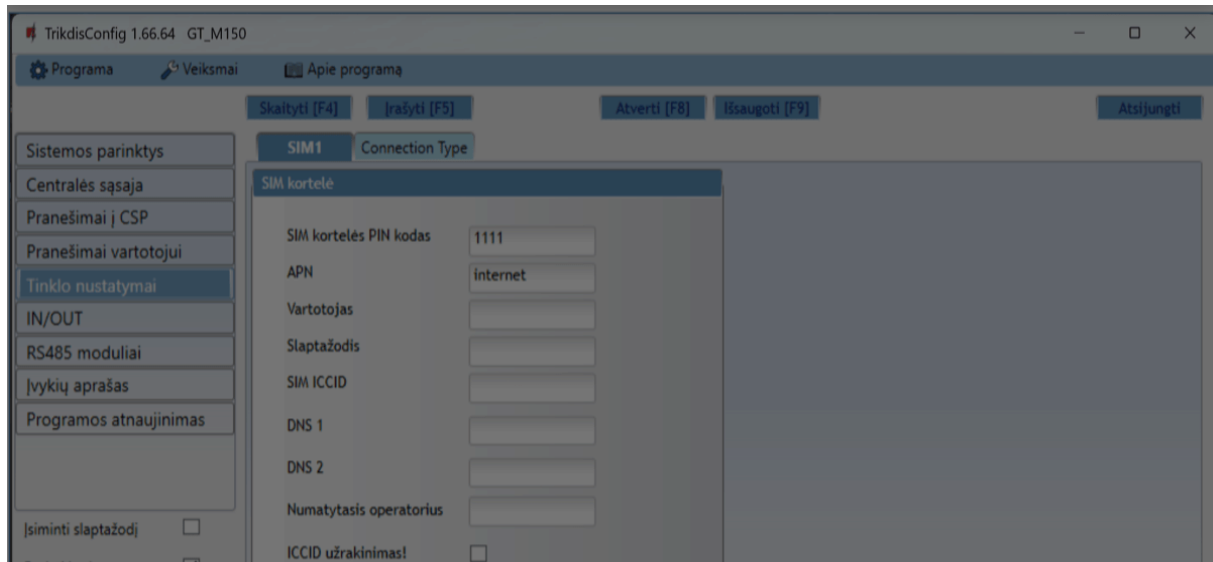 TrikdisConfig 1.66.64 GT_M150
Programa Veiksmai Apie programą
Skaityti [F4] Įrašyti [F5] Atverti [F8] Išsaugoti [F9] Atsijungti
Sistemos parinktys
Centralės sąsaja
Pranešimai į CSP
Pranešimai vartotojui
Tinklo nustatymai
IN/OUT
RS485 moduliai
Įvykių aprašas
Programos atnaujinimas
Įsiminti slaptažodį
SIM1 Connection Type
SIM kortelė
SIM kortelės PIN kodas 1111
APN internet
Vartotojas
Slaptažodis
SIM ICCID
DNS 1
DNS 2
Numatytasis operatorius
ICCID užrakinimas!